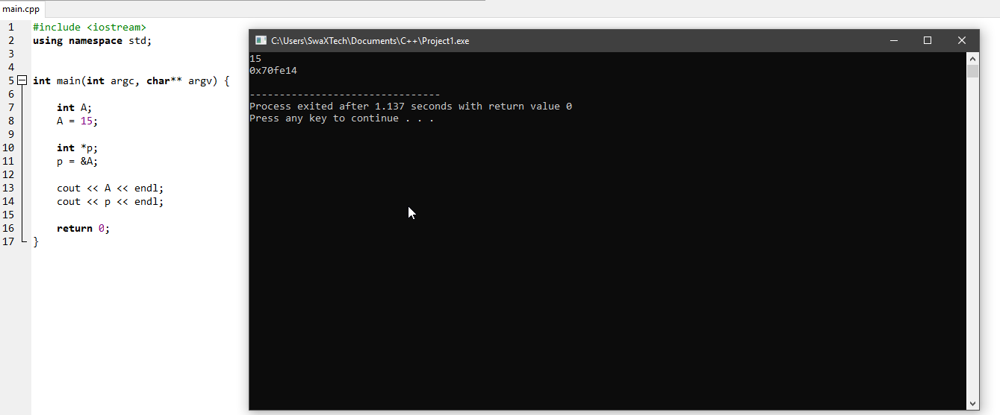 main.cpp
1 #include <iostream>
2 using namespace std;
3
4
5 int main(int argc, char** argv) {
6
7 int A;
8 A = 15;
9
10 int *p;
11 p = &A;
12
13 cout << A << endl;
14 cout << p << endl;
15
16 return 0;
17 }
C:\Users\SwaXTech\Documents\C++\Project1.exe
15
0x70fe14
--------------------------------
Process exited after 1.137 seconds with return value 0
Press any key to continue . . .